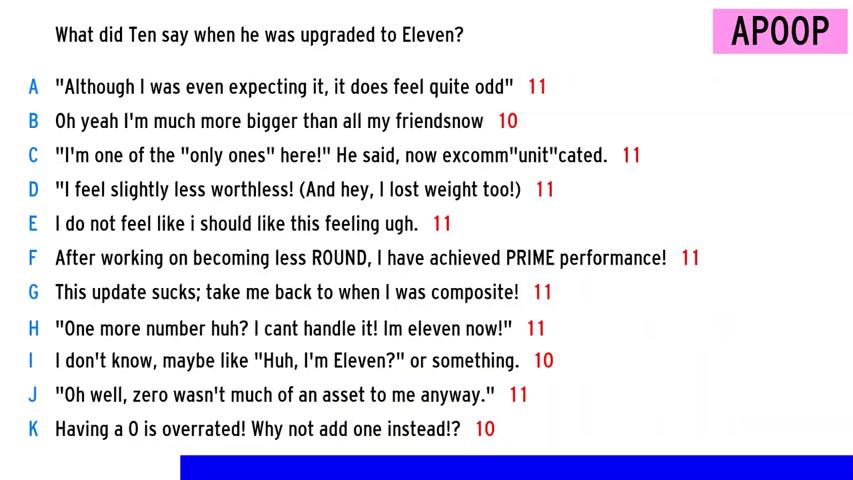 What did Ten say when he was upgraded to Eleven?
APOOP
A "Although I was even expecting it, it does feel quite odd" 11
B Oh yeah I'm much more bigger than all my friendsnow 10
C "I'm one of the "only ones" here!" He said, now excomm"unit"cated. 11
D "I feel slightly less worthless! (And hey, I lost weight too!) 11
E I do not feel like i should like this feeling ugh. 11
F After working on becoming less ROUND, I have achieved PRIME performance! 11
G This update sucks; take me back to when I was composite! 11
H "One more number huh? I cant handle it! Im eleven now!" 11
I I don't know, maybe like "Huh, I'm Eleven?" or something. 10
J "Oh well, zero wasn't much of an asset to me anyway." 11
K Having a 0 is overrated! Why not add one instead!? 10